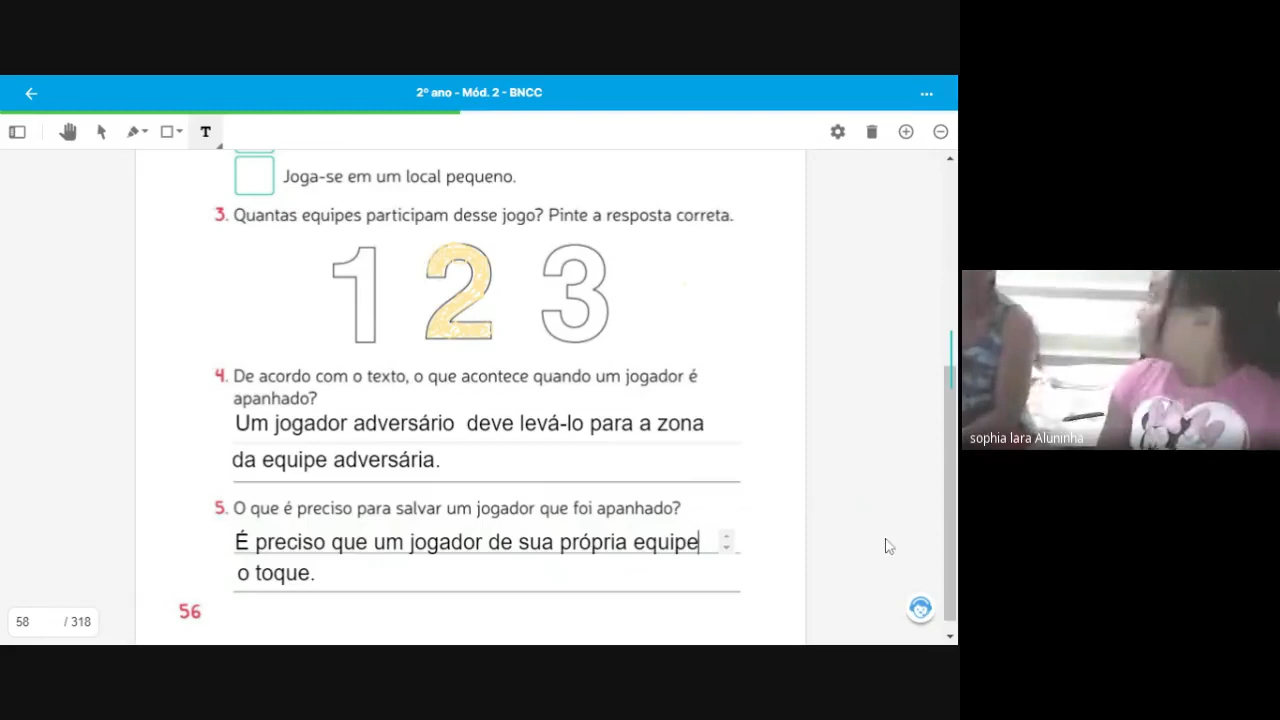 2º ano - Mód. 2 - BNCC
T
Joga-se em um local pequeno.
3. Quantas equipes participam desse jogo? Pinte a resposta correta.
1 2 3
4. De acordo com o texto, o que acontece quando um jogador é
apanhado?
Um jogador adversário deve levá-lo para a zona
da equipe adversária.
5. O que é preciso para salvar um jogador que foi apanhado?
É preciso que um jogador de sua própria equipe
o toque.
56
58 / 318
sophia lara Aluninha